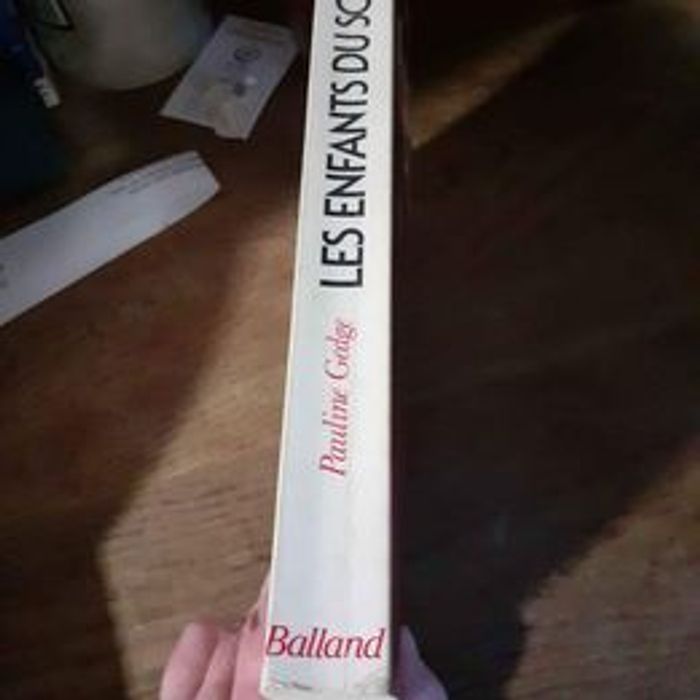 LES ENFANTS DU SO
Pauline Gedge
Balland